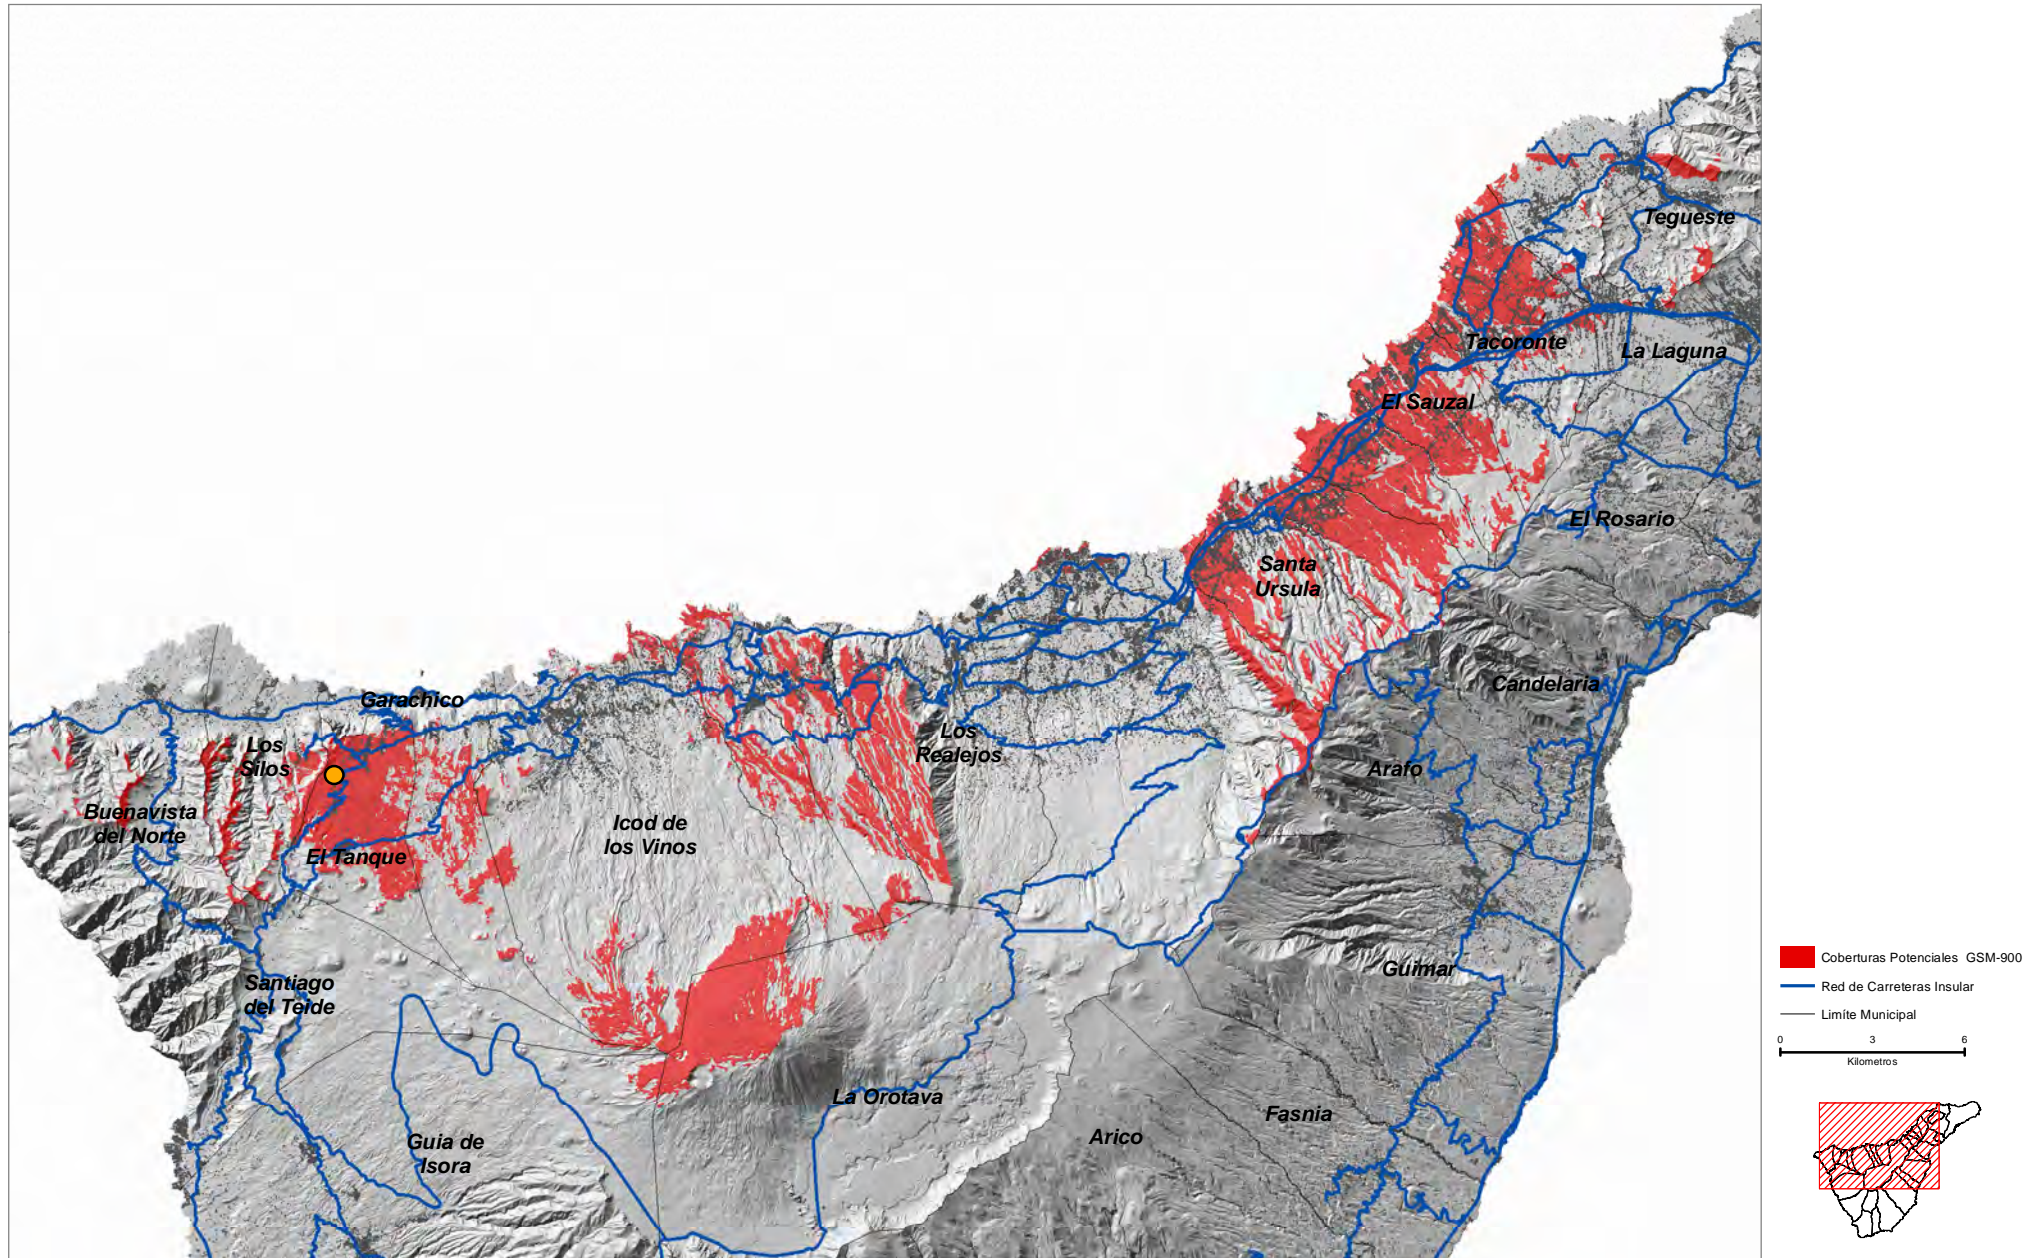 Tegueste
Tacoronte
La Laguna
El Sauzal
El Rosario
Santa
Ursula
Candelaria
Garachico
Los
Silos
Los
Realejos
Arafo
Buenavista
del Norte
Icod de
los Vinos
El Tanque
Guimar
Santiago
del Teide
La Orotava
Fasnia
Arico
Guia de
Isora
Coberturas Potenciales GSM-900
Red de Carreteras Insular
Limíte Municipal
0 3 6
Kilometros